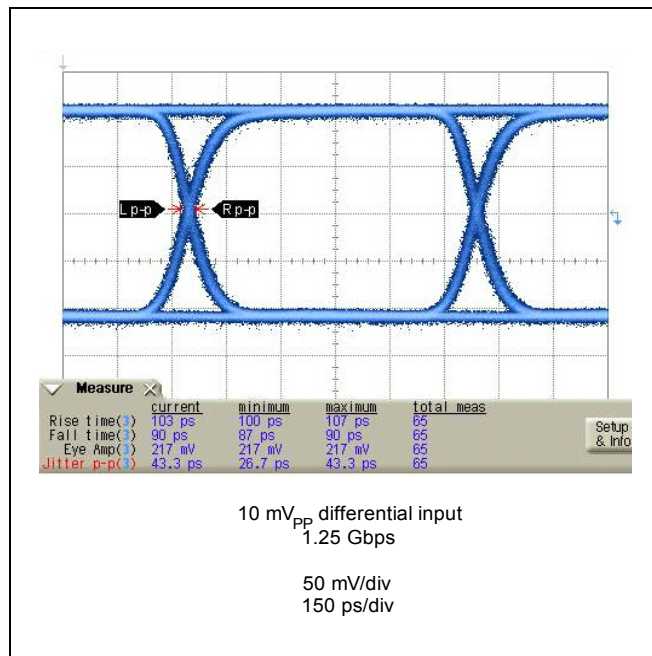 L p-p R p-p
Measure
current minimum maximum total meas
Rise time(3) 103 ps 100 ps 107 ps 65
Fall time(3) 90 ps 87 ps 90 ps 65
Eye Amp(3) 217 mV 217 mV 217 mV 65
Jitter p-p(3) 43.3 ps 26.7 ps 43.3 ps 65
Setup
& Info
10 mVPP differential input
1.25 Gbps
50 mV/div
150 ps/div